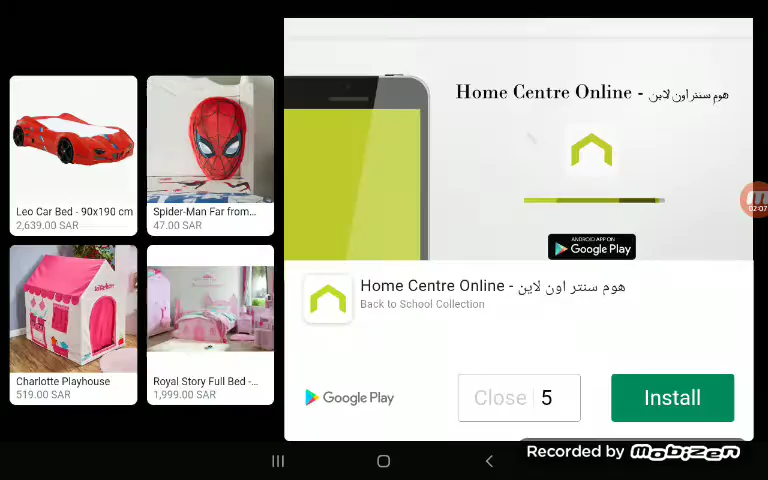 Leo Car Bed - 90x190 cm
2,639.00 SAR
Spider-Man Far from...
47.00 SAR
Charlotte Playhouse
519.00 SAR
Royal Story Full Bed -...
1,999.00 SAR
Home Centre Online - هوم سنتر اون لاين
ANDROID APP ON
Google Play
Home Centre Online - هوم سنتر اون لاين
Back to School Collection
Google Play
Close 5
Install
02:07
Recorded by Mobizen